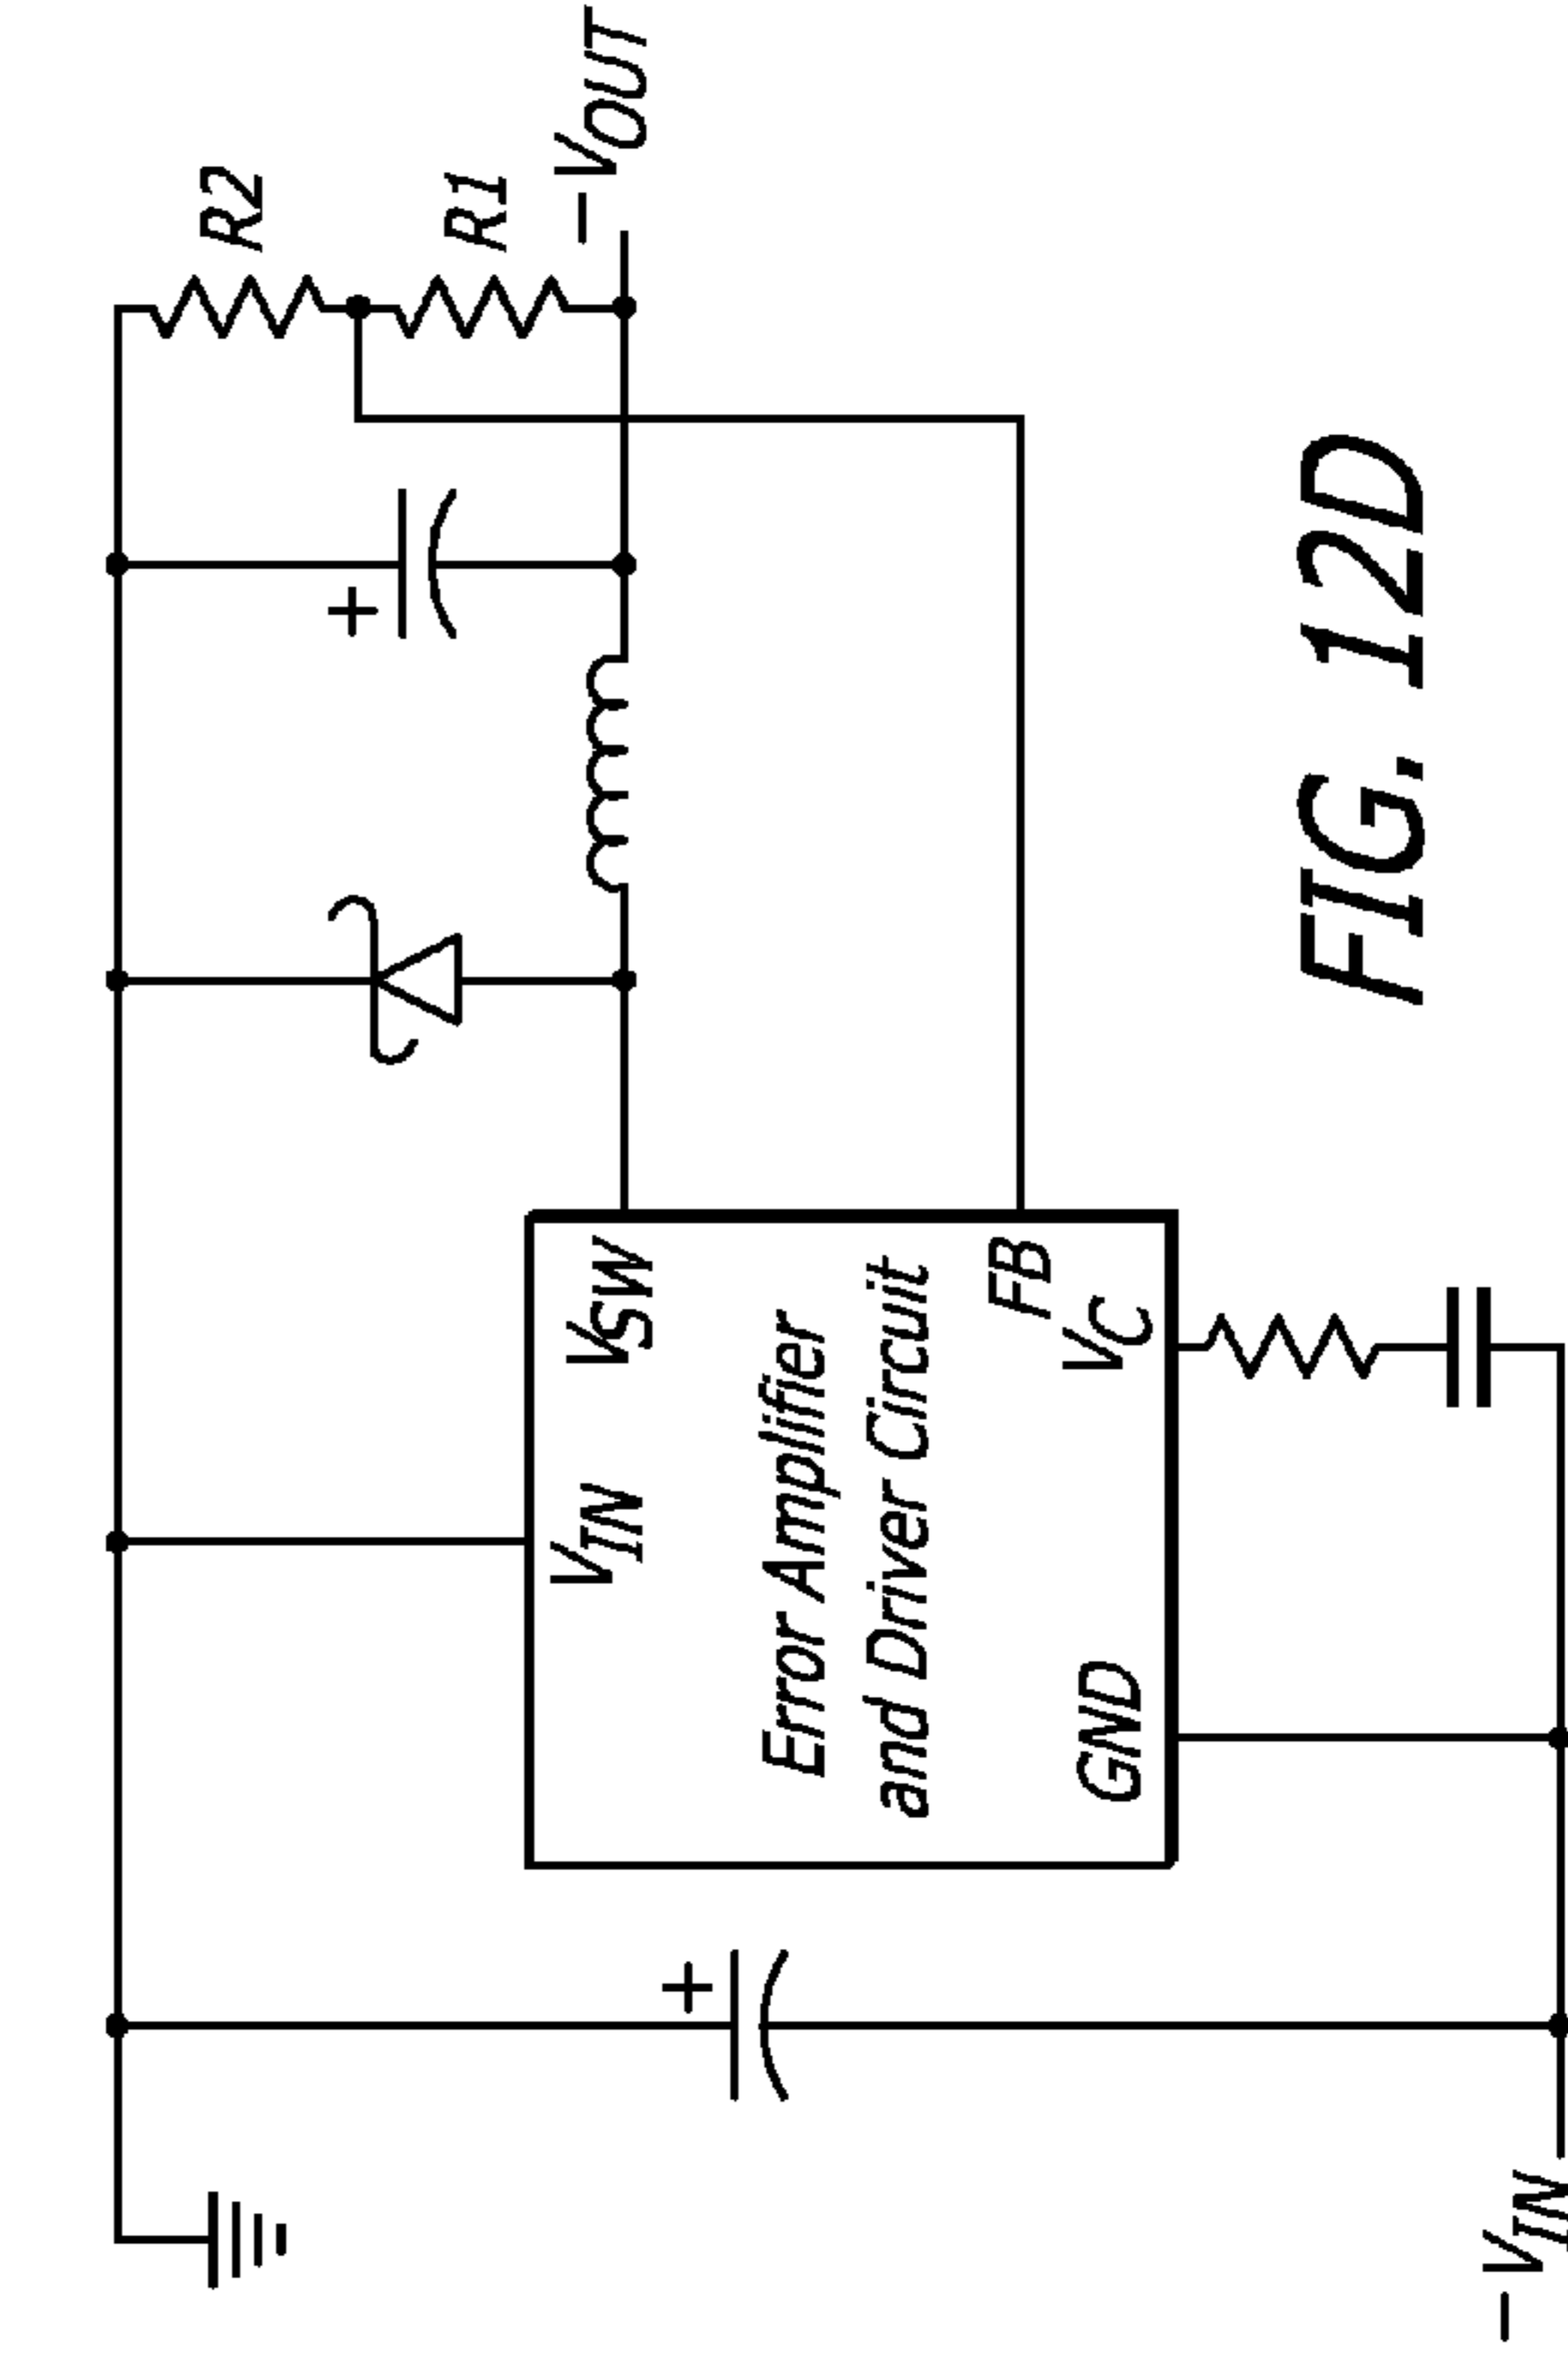 R2
R1
−VOUT
+
+
VIN
VSW
Error Amplifier
and Driver Circuit
FB
GND
VC
−VIN
FIG. 12D